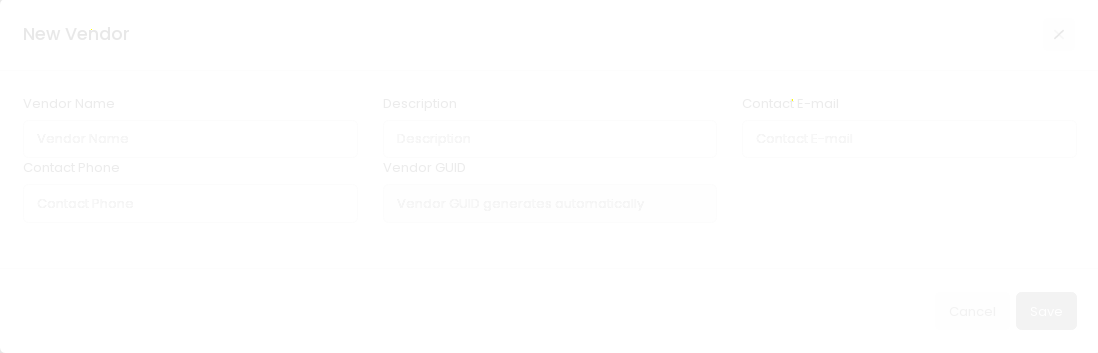 New Vendor
Vendor Name
Description
Contact E-mail
Vendor Name
Description
Contact E-mail
Contact Phone
Vendor GUID
Contact Phone
Vendor GUID generates automatically
Cancel
Save